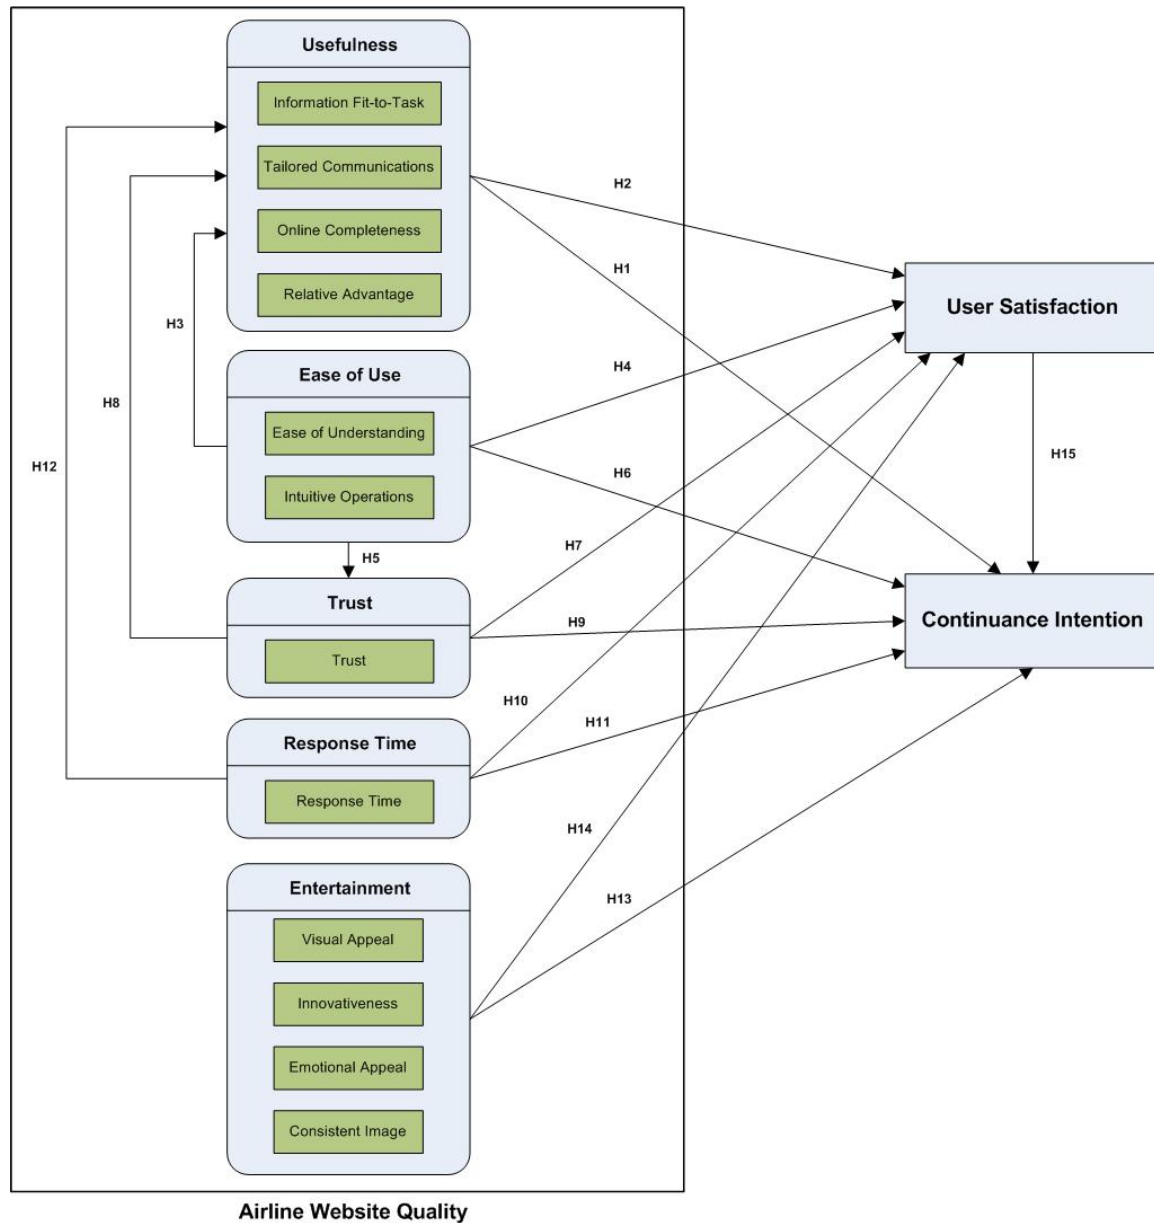 Usefulness
Information Fit-to-Task
Tailored Communications
Online Completeness
Relative Advantage
Ease of Use
Ease of Understanding
Intuitive Operations
Trust
Trust
Response Time
Response Time
Entertainment
Visual Appeal
Innovativeness
Emotional Appeal
Consistent Image
H3
H8
H12
H5
H2
H1
H4
H6
H7
H9
H10
H11
H14
H13
User Satisfaction
H15
Continuance Intention
Airline Website Quality